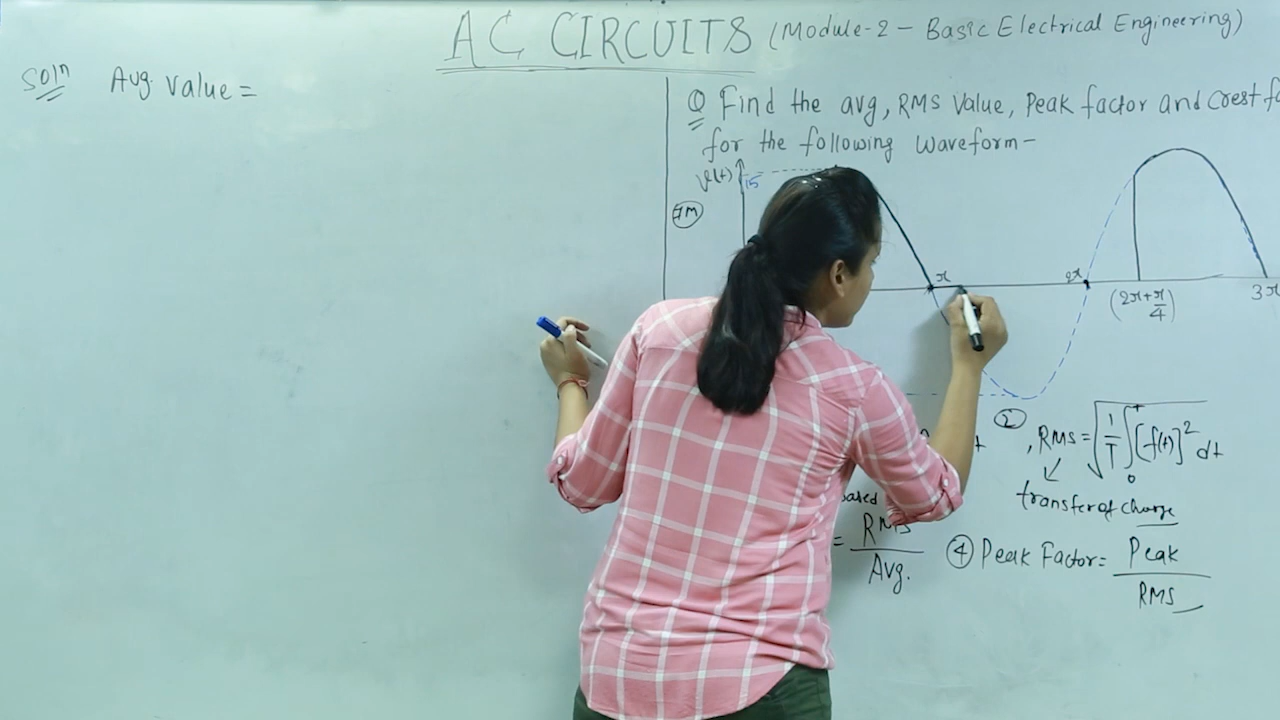 AC CIRCUITS (Module-2 - Basic Electrical Engineering)
Soln Avg. Value =
Q Find the avg, RMS Value, Peak factor and Crest fa
for the following waveform -
V(t)
15
7M
π
2π
(2π+π/4)
3π
② , RMS = √(1/T ∫₀ᵀ [f(t)]² dt)
transfer of charge
based
= RMS/Avg.
④ Peak Factor = Peak/RMS